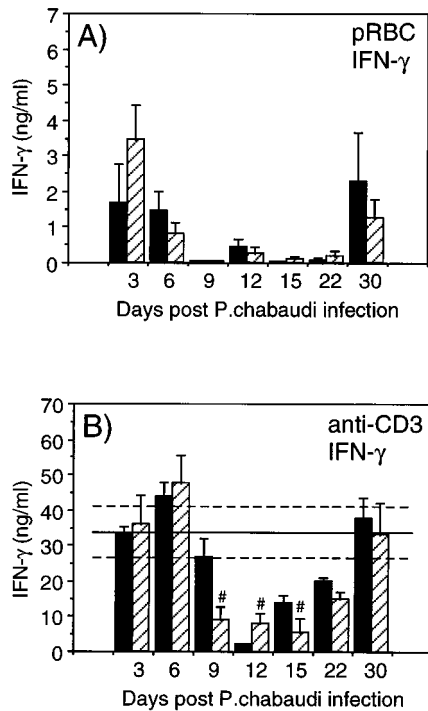 A)
pRBC
IFN-γ
IFN-γ (ng/ml)
7
6
5
4
3
2
1
0
3 6 9 12 15 22 30
Days post P.chabaudi infection
B)
anti-CD3
IFN-γ
IFN-γ (ng/ml)
70
60
50
40
30
20
10
0
# # #
3 6 9 12 15 22 30
Days post P.chabaudi infection